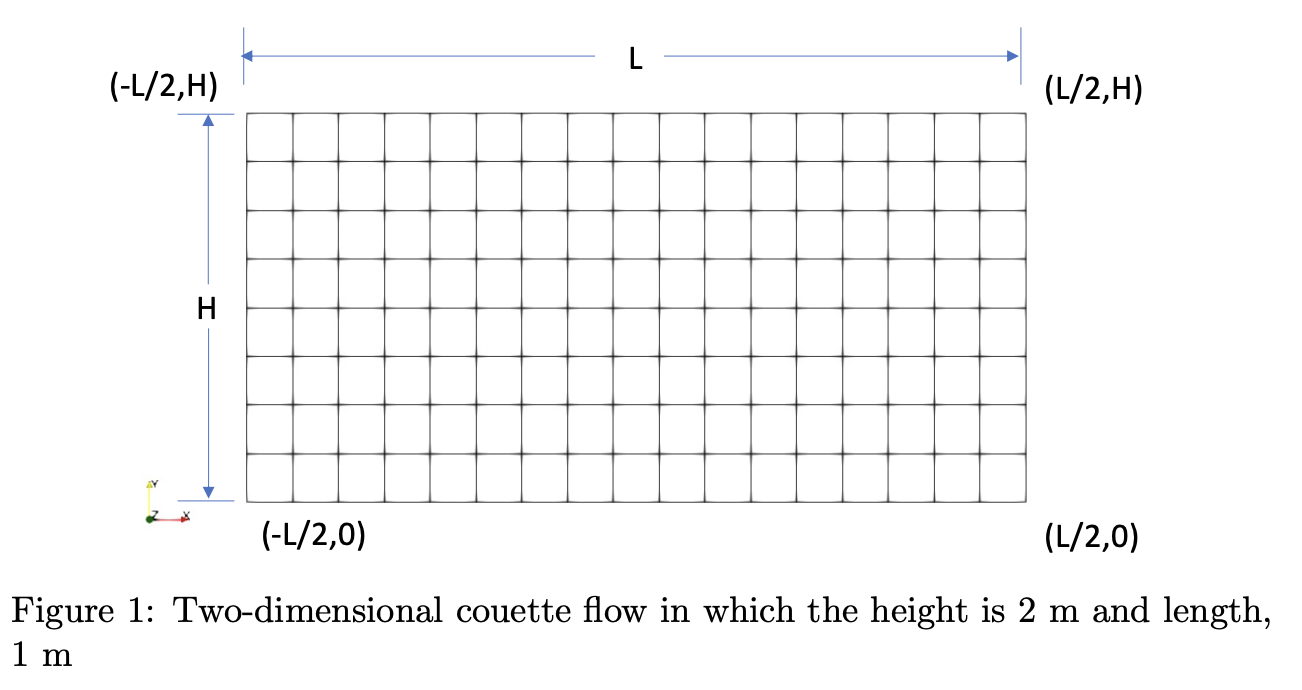 L
(-L/2,H)
(L/2,H)
H
Y
Z
X
(-L/2,0)
(L/2,0)
Figure 1: Two-dimensional couette flow in which the height is 2 m and length,
1 m